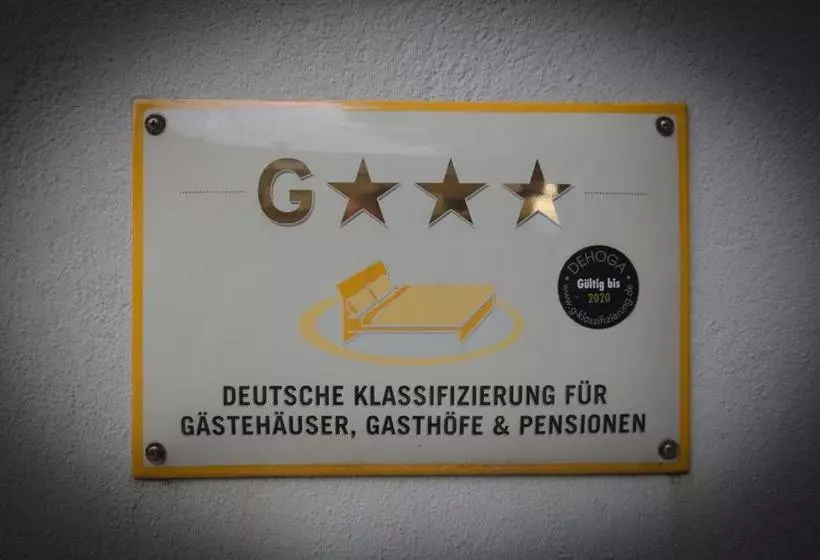 G★★★
DEHOGA
Gültig bis
2020
www.g-klassifizierung.de
DEUTSCHE KLASSIFIZIERUNG FÜR
GÄSTEHÄUSER, GASTHÖFE & PENSIONEN